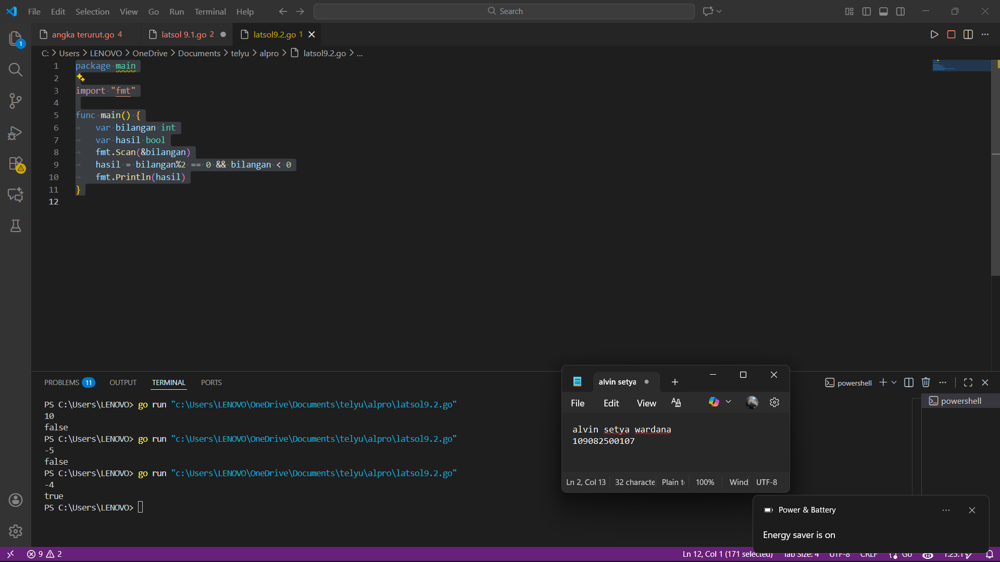 File Edit Selection View Go Run Terminal Help Search
angka terurut.go 4 latsol 9.1.go 2 latsol9.2.go 1
C: > Users > LENOVO > OneDrive > Documents > telyu > alpro > latsol9.2.go > ...
1 package main
2
3 import "fmt"
4
5 func main() {
6 var bilangan int
7 var hasil bool
8 fmt.Scan(&bilangan)
9 hasil = bilangan%2 == 0 && bilangan < 0
10 fmt.Println(hasil)
11 }
12
PROBLEMS 11 OUTPUT TERMINAL PORTS
powershell
powershell
PS C:\Users\LENOVO> go run "c:\Users\LENOVO\OneDrive\Documents\telyu\alpro\latsol9.2.go"
10
false
PS C:\Users\LENOVO> go run "c:\Users\LENOVO\OneDrive\Documents\telyu\alpro\latsol9.2.go"
-5
false
PS C:\Users\LENOVO> go run "c:\Users\LENOVO\OneDrive\Documents\telyu\alpro\latsol9.2.go"
-4
true
PS C:\Users\LENOVO>
alvin setya
File Edit View
alvin setya wardana
109082500107
Ln 2, Col 13 32 characte Plain t 100% Wind UTF-8
Power & Battery
Energy saver is on
1
9 2 Ln 12, Col 1 (171 selected) Tab Size: 4 UTF-8 CRLF Go 1.25.1